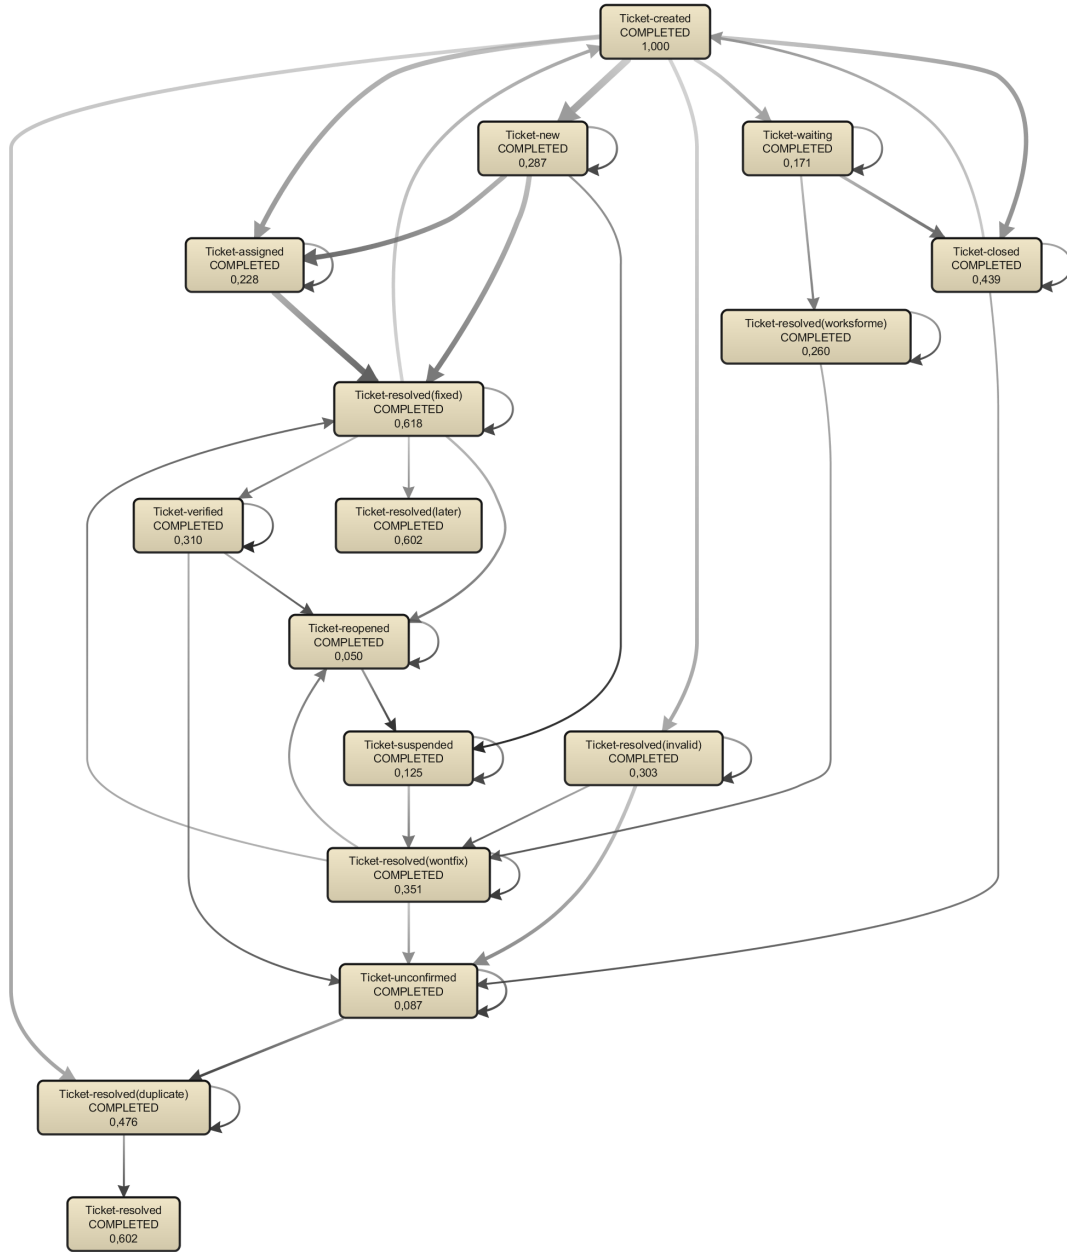 Ticket-created
COMPLETED
1,000
Ticket-new
COMPLETED
0,287
Ticket-waiting
COMPLETED
0,171
Ticket-assigned
COMPLETED
0,228
Ticket-closed
COMPLETED
0,439
Ticket-resolved(worksforme)
COMPLETED
0,260
Ticket-resolved(fixed)
COMPLETED
0,618
Ticket-verified
COMPLETED
0,310
Ticket-resolved(later)
COMPLETED
0,602
Ticket-reopened
COMPLETED
0,050
Ticket-suspended
COMPLETED
0,125
Ticket-resolved(invalid)
COMPLETED
0,303
Ticket-resolved(wontfix)
COMPLETED
0,351
Ticket-unconfirmed
COMPLETED
0,087
Ticket-resolved(duplicate)
COMPLETED
0,476
Ticket-resolved
COMPLETED
0,602